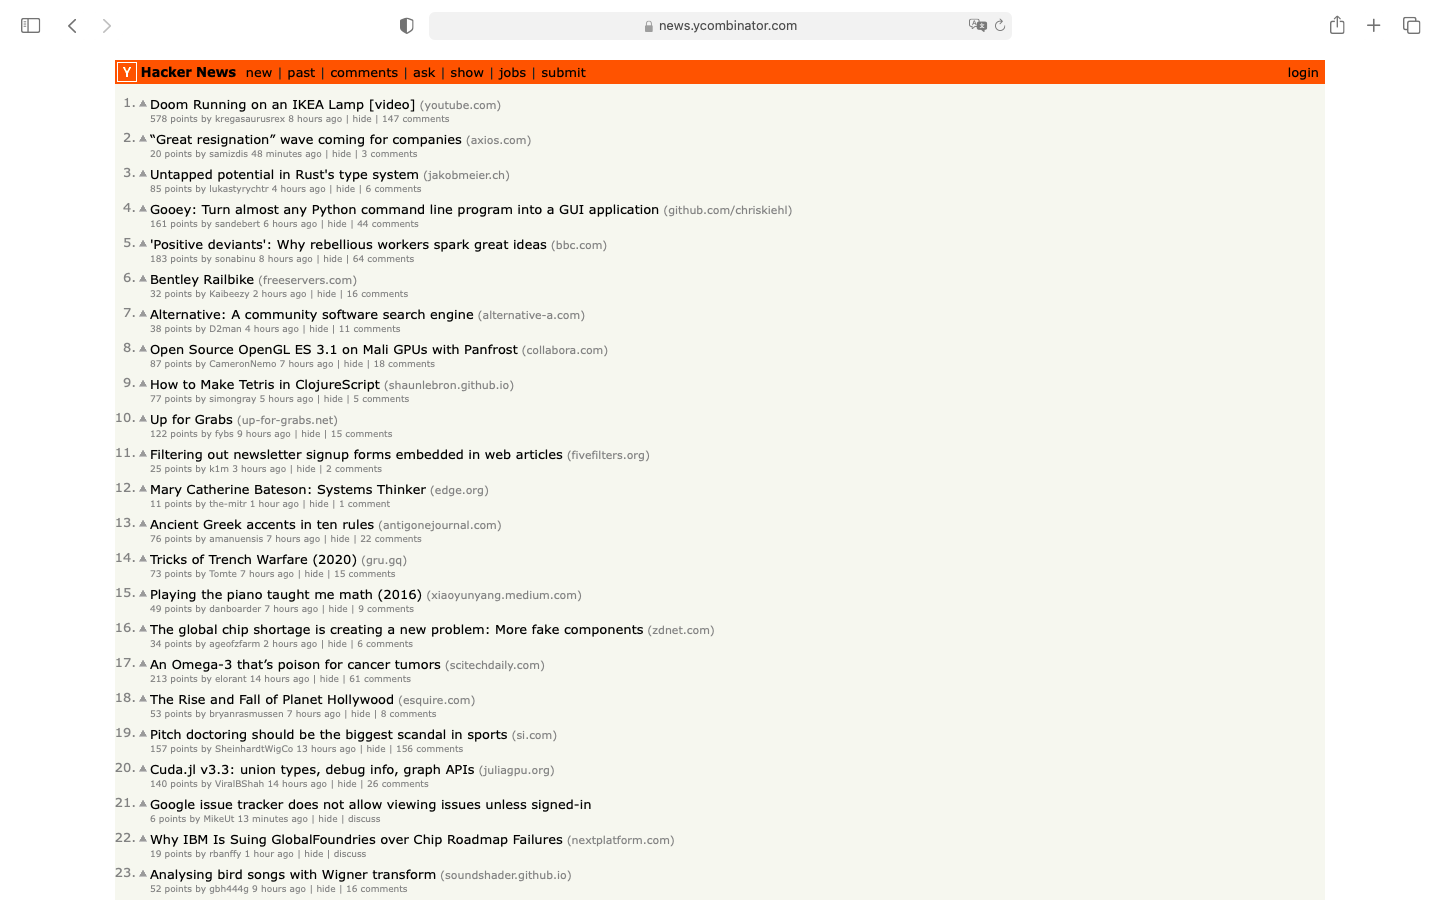 news.ycombinator.com
Y Hacker News new | past | comments | ask | show | jobs | submit login
1. Doom Running on an IKEA Lamp [video] (youtube.com)
578 points by kregasaurusrex 8 hours ago | hide | 147 comments
2. “Great resignation” wave coming for companies (axios.com)
20 points by samizdis 48 minutes ago | hide | 3 comments
3. Untapped potential in Rust's type system (jakobmeier.ch)
85 points by lukastyrychtr 4 hours ago | hide | 6 comments
4. Gooey: Turn almost any Python command line program into a GUI application (github.com/chriskiehl)
161 points by sandebert 6 hours ago | hide | 44 comments
5. 'Positive deviants': Why rebellious workers spark great ideas (bbc.com)
183 points by sonabinu 8 hours ago | hide | 64 comments
6. Bentley Railbike (freeservers.com)
32 points by Kaibeezy 2 hours ago | hide | 16 comments
7. Alternative: A community software search engine (alternative-a.com)
38 points by D2man 4 hours ago | hide | 11 comments
8. Open Source OpenGL ES 3.1 on Mali GPUs with Panfrost (collabora.com)
87 points by CameronNemo 7 hours ago | hide | 18 comments
9. How to Make Tetris in ClojureScript (shaunlebron.github.io)
77 points by simongray 5 hours ago | hide | 5 comments
10. Up for Grabs (up-for-grabs.net)
122 points by fybs 9 hours ago | hide | 15 comments
11. Filtering out newsletter signup forms embedded in web articles (fivefilters.org)
25 points by k1m 3 hours ago | hide | 2 comments
12. Mary Catherine Bateson: Systems Thinker (edge.org)
11 points by the-mitr 1 hour ago | hide | 1 comment
13. Ancient Greek accents in ten rules (antigonejournal.com)
76 points by amanuensis 7 hours ago | hide | 22 comments
14. Tricks of Trench Warfare (2020) (gru.gq)
73 points by Tomte 7 hours ago | hide | 15 comments
15. Playing the piano taught me math (2016) (xiaoyunyang.medium.com)
49 points by danboarder 7 hours ago | hide | 9 comments
16. The global chip shortage is creating a new problem: More fake components (zdnet.com)
34 points by ageofzfarm 2 hours ago | hide | 6 comments
17. An Omega-3 that’s poison for cancer tumors (scitechdaily.com)
213 points by elorant 14 hours ago | hide | 61 comments
18. The Rise and Fall of Planet Hollywood (esquire.com)
53 points by bryanrasmussen 7 hours ago | hide | 8 comments
19. Pitch doctoring should be the biggest scandal in sports (si.com)
157 points by SheinhardtWigCo 13 hours ago | hide | 156 comments
20. Cuda.jl v3.3: union types, debug info, graph APIs (juliagpu.org)
140 points by ViralBShah 14 hours ago | hide | 26 comments
21. Google issue tracker does not allow viewing issues unless signed-in
6 points by MikeUt 13 minutes ago | hide | discuss
22. Why IBM Is Suing GlobalFoundries over Chip Roadmap Failures (nextplatform.com)
19 points by rbanffy 1 hour ago | hide | discuss
23. Analysing bird songs with Wigner transform (soundshader.github.io)
52 points by gbh444g 9 hours ago | hide | 16 comments